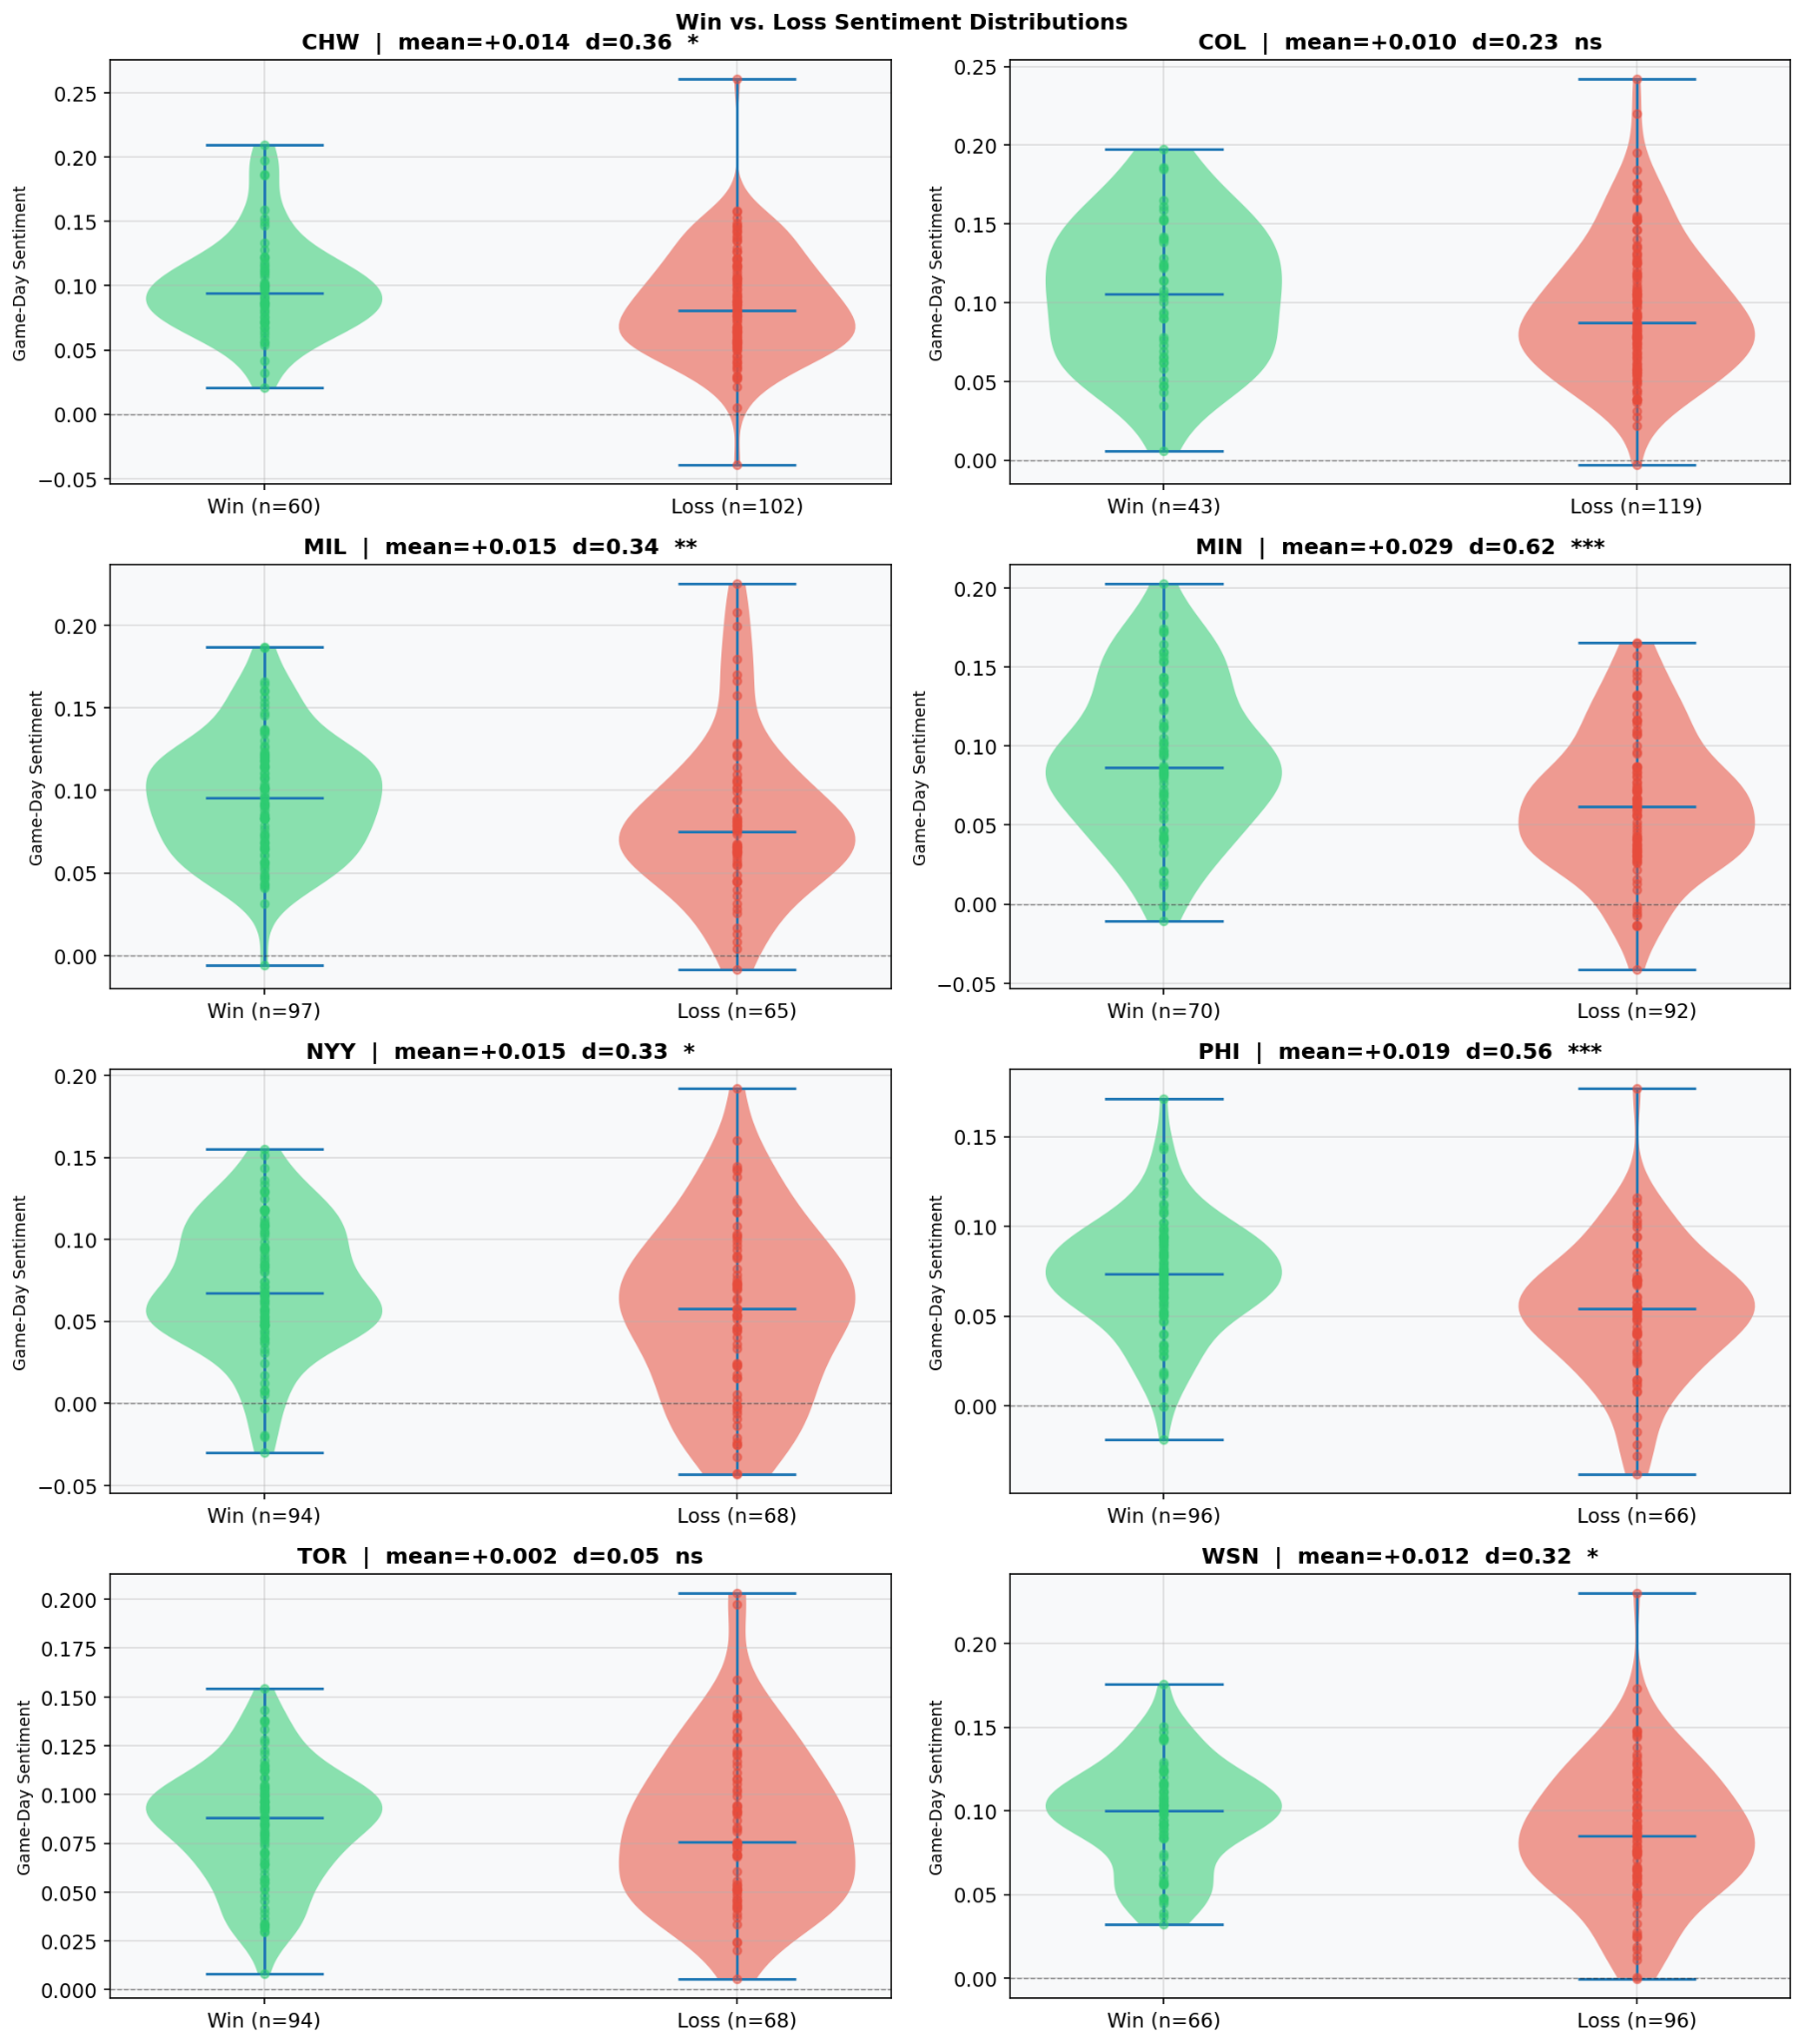 Win vs. Loss Sentiment Distributions
CHW | mean=+0.014 d=0.36 *
Game-Day Sentiment
0.25
0.20
0.15
0.10
0.05
0.00
−0.05
Win (n=60)
Loss (n=102)
COL | mean=+0.010 d=0.23 ns
Game-Day Sentiment
0.25
0.20
0.15
0.10
0.05
0.00
Win (n=43)
Loss (n=119)
MIL | mean=+0.015 d=0.34 **
Game-Day Sentiment
0.20
0.15
0.10
0.05
0.00
Win (n=97)
Loss (n=65)
MIN | mean=+0.029 d=0.62 ***
Game-Day Sentiment
0.20
0.15
0.10
0.05
0.00
−0.05
Win (n=70)
Loss (n=92)
NYY | mean=+0.015 d=0.33 *
Game-Day Sentiment
0.20
0.15
0.10
0.05
0.00
−0.05
Win (n=94)
Loss (n=68)
PHI | mean=+0.019 d=0.56 ***
Game-Day Sentiment
0.15
0.10
0.05
0.00
Win (n=96)
Loss (n=66)
TOR | mean=+0.002 d=0.05 ns
Game-Day Sentiment
0.200
0.175
0.150
0.125
0.100
0.075
0.050
0.025
0.000
Win (n=94)
Loss (n=68)
WSN | mean=+0.012 d=0.32 *
Game-Day Sentiment
0.20
0.15
0.10
0.05
0.00
Win (n=66)
Loss (n=96)